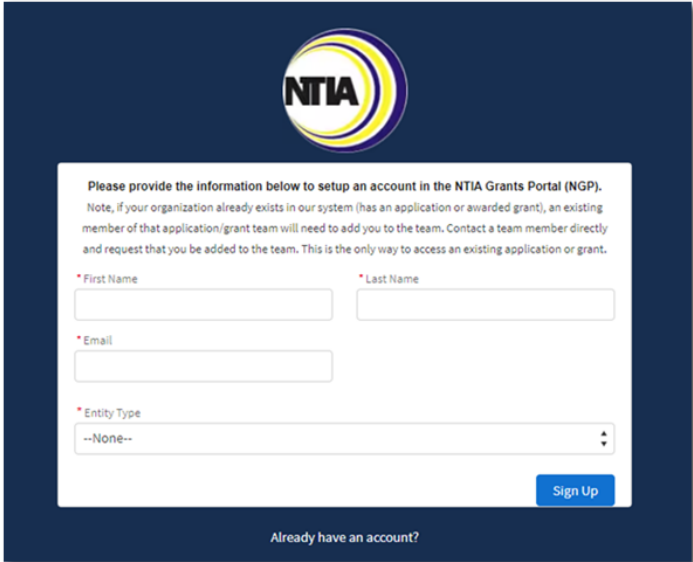 NTIA
Please provide the information below to setup an account in the NTIA Grants Portal (NGP).
Note, if your organization already exists in our system (has an application or awarded grant), an existing
member of that application/grant team will need to add you to the team. Contact a team member directly
and request that you be added to the team. This is the only way to access an existing application or grant.
* First Name
* Last Name
* Email
* Entity Type
--None--
Sign Up
Already have an account?